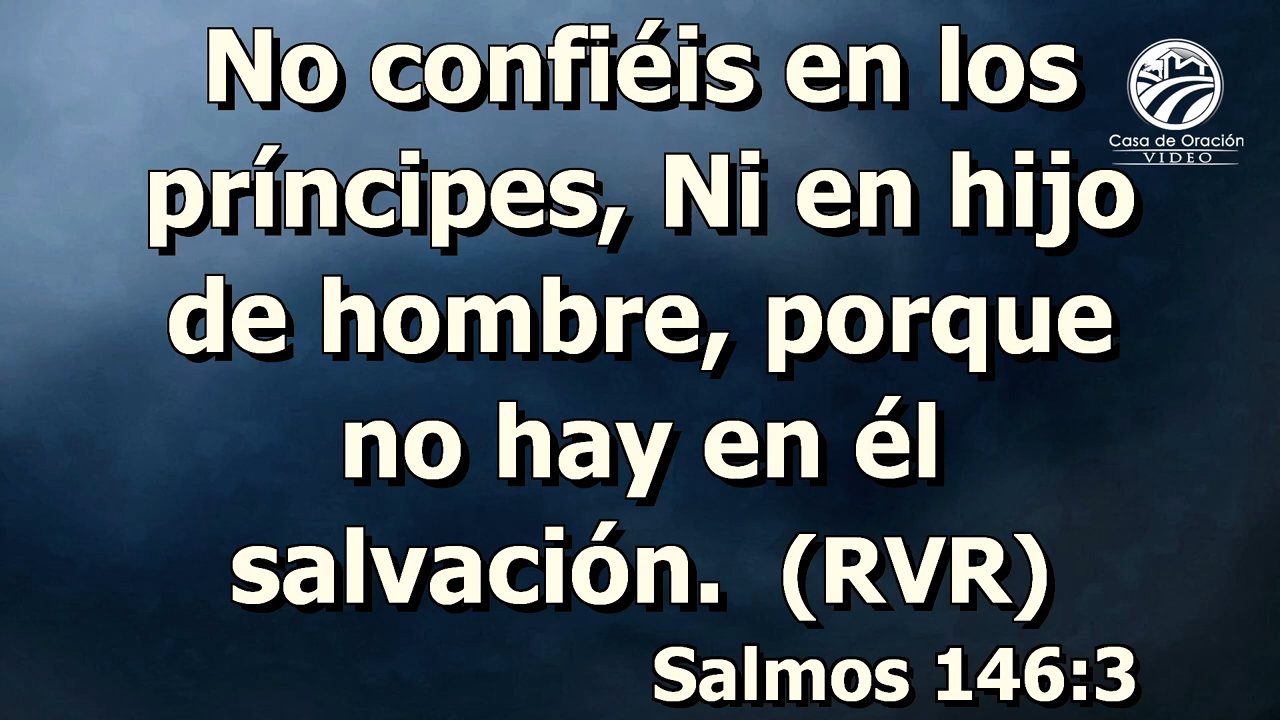 No confiéis en los
príncipes, Ni en hijo
de hombre, porque
no hay en él
salvación. (RVR)
Salmos 146:3
Casa de Oración
VIDEO